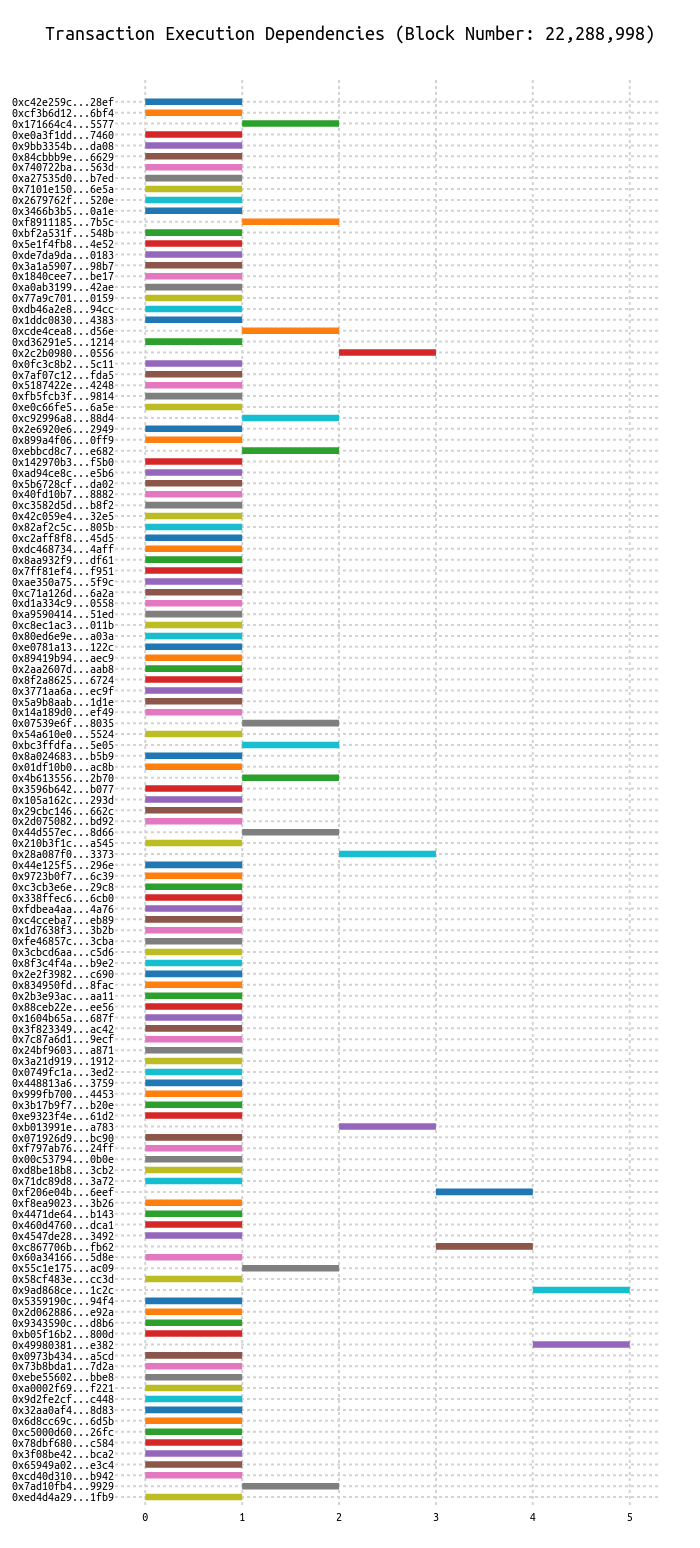 Transaction Execution Dependencies (Block Number: 22,288,998)
0xc42e259c...28ef
0xcf3b6d12...6bf4
0x171664c4...5577
0xe0a3f1dd...7460
0x9bb3354b...da08
0x84cbbb9e...6629
0x740722ba...563d
0xa27535d0...b7ed
0x7101e150...6e5a
0x2679762f...520e
0x3466b3b5...0a1e
0xf8911185...7b5c
0xbf2a531f...548b
0x5e1f4fb8...4e52
0xde7da9da...0183
0x3a1a5907...98b7
0x1840cee7...be17
0xa0ab3199...42ae
0x77a9c701...0159
0xdb46a2e8...94cc
0x1ddc0830...4383
0xcde4cea8...d56e
0xd36291e5...1214
0x2c2b0980...0556
0x0fc3c8b2...5c11
0x7af07c12...fda5
0x5187422e...4248
0xfb5fcb3f...9814
0xe0c66fe5...6a5e
0xc92996a8...88d4
0x2e6920e6...2949
0x899a4f06...0ff9
0xebbcd8c7...e682
0x142970b3...f5b0
0xad94ce8c...e5b6
0x5b6728cf...da02
0x40fd10b7...8882
0xc3582d5d...b8f2
0x42c059e4...32e5
0x82af2c5c...805b
0xc2aff8f8...45d5
0xdc468734...4aff
0x8aa932f9...df61
0x7ff81ef4...f951
0xae350a75...5f9c
0xc71a126d...6a2a
0xd1a334c9...0558
0xa9590414...51ed
0xc8ec1ac3...011b
0x80ed6e9e...a03a
0xe0781a13...122c
0x89419b94...aec9
0x2aa2607d...aab8
0x8f2a8625...6724
0x3771aa6a...ec9f
0x5a9b8aab...1d1e
0x14a189d0...ef49
0x07539e6f...8035
0x54a610e0...5524
0xbc3ffdfa...5e05
0x8a024683...b5b9
0x01df10b0...ac8b
0x4b613556...2b70
0x3596b642...b077
0x105a162c...293d
0x29cbc146...662c
0x2d075082...bd92
0x44d557ec...8d66
0x210b3f1c...a545
0x28a087f0...3373
0x44e125f5...296e
0x9723b0f7...6c39
0xc3cb3e6e...29c8
0x338ffec6...6cb0
0xfdbea4aa...4a76
0xc4cceba7...eb89
0x1d7638f3...3b2b
0xfe46857c...3cba
0x3cbcd6aa...c5d6
0x8f3c4f4a...b9e2
0x2e2f3982...c690
0x834950fd...8fac
0x2b3e93ac...aa11
0x88ceb22e...ee56
0x1604b65a...687f
0x3f823349...ac42
0x7c87a6d1...9ecf
0x24bf9603...a871
0x3a21d919...1912
0x0749fc1a...3ed2
0x448813a6...3759
0x999fb700...4453
0x3b17b9f7...b20e
0xe9323f4e...61d2
0xb013991e...a783
0x071926d9...bc90
0xf797ab76...24ff
0x00c53794...0b0e
0xd8be18b8...3cb2
0x71dc89d8...3a72
0xf206e04b...6eef
0xf8ea9023...3b26
0x4471de64...b143
0x460d4760...dca1
0x4547de28...3492
0xc867706b...fb62
0x60a34166...5d8e
0x55c1e175...ac09
0x58cf483e...cc3d
0x9ad868ce...1c2c
0x5359190c...94f4
0x2d062886...e92a
0x9343590c...d8b6
0xb05f16b2...800d
0x49980381...e382
0x0973b434...a5cd
0x73b8bda1...7d2a
0xebe55602...bbe8
0xa0002f69...f221
0x9d2fe2cf...c448
0x32aa0af4...8d83
0x6d8cc69c...6d5b
0xc5000d60...26fc
0x78dbf680...c584
0x3f08be42...bca2
0x65949a02...e3c4
0xcd40d310...b942
0x7ad10fb4...9929
0xed4d4a29...1fb9
0 1 2 3 4 5